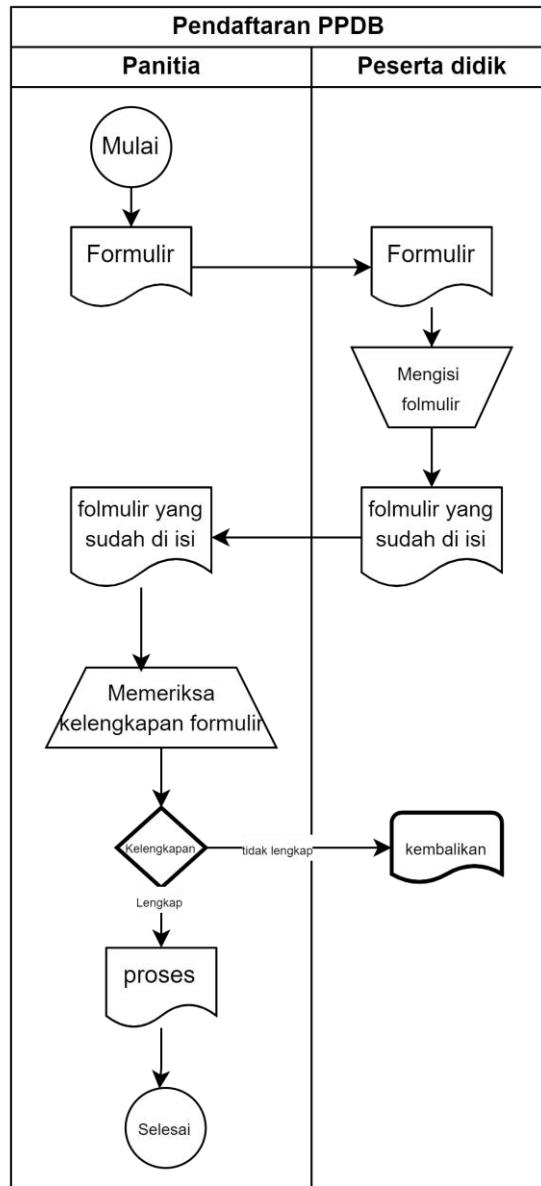 Pendaftaran PPDB
Panitia
Peserta didik
Mulai
Formulir
Formulir
Mengisi
folmulir
folmulir yang
sudah di isi
folmulir yang
sudah di isi
Memeriksa
kelengkapan formulir
Kelengkapan
tidak lengkap
kembalikan
Lengkap
proses
Selesai